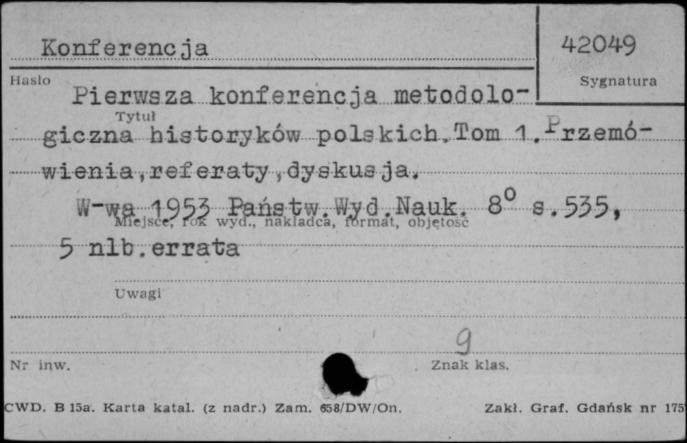 Konferencja
42049
Hasło
Sygnatura
Pierwsza konferencja metodolo-
Tytuł
giczna historyków polskich.Tom 1.Przemó-
wienia,referaty,dyskusja.
W-wa 1953 Państw.Wyd.Nauk. 8° s.535,
Miejsce, rok wyd., nakładca, format, objętość
5 nlb.errata
Uwagi
9
Nr inw.
Znak klas.
CWD. B 15a. Karta katal. (z nadr.) Zam. 658/DW/On.
Zakł. Graf. Gdańsk nr 175